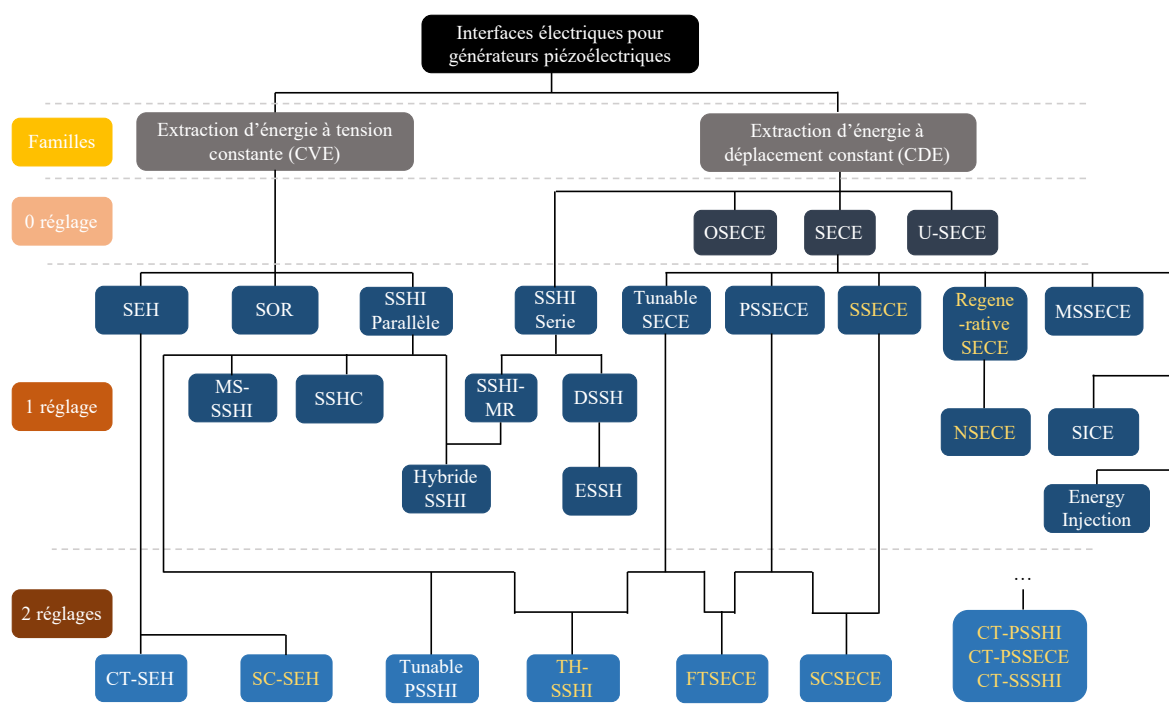 Interfaces électriques pour
générateurs piézoélectriques
Familles
Extraction d’énergie à tension
constante (CVE)
Extraction d’énergie à
déplacement constant (CDE)
0 réglage
OSECE
SECE
U-SECE
SEH
SOR
SSHI
Parallèle
SSHI
Serie
Tunable
SECE
PSSECE
SSECE
Regene
-rative
SECE
MSSECE
1 réglage
MS-
SSHI
SSHC
SSHI-
MR
DSSH
NSECE
SICE
Hybride
SSHI
ESSH
Energy
Injection
2 réglages
...
CT-SEH
SC-SEH
Tunable
PSSHI
TH-
SSHI
FTSECE
SCSECE
CT-PSSHI
CT-PSSECE
CT-SSSHI